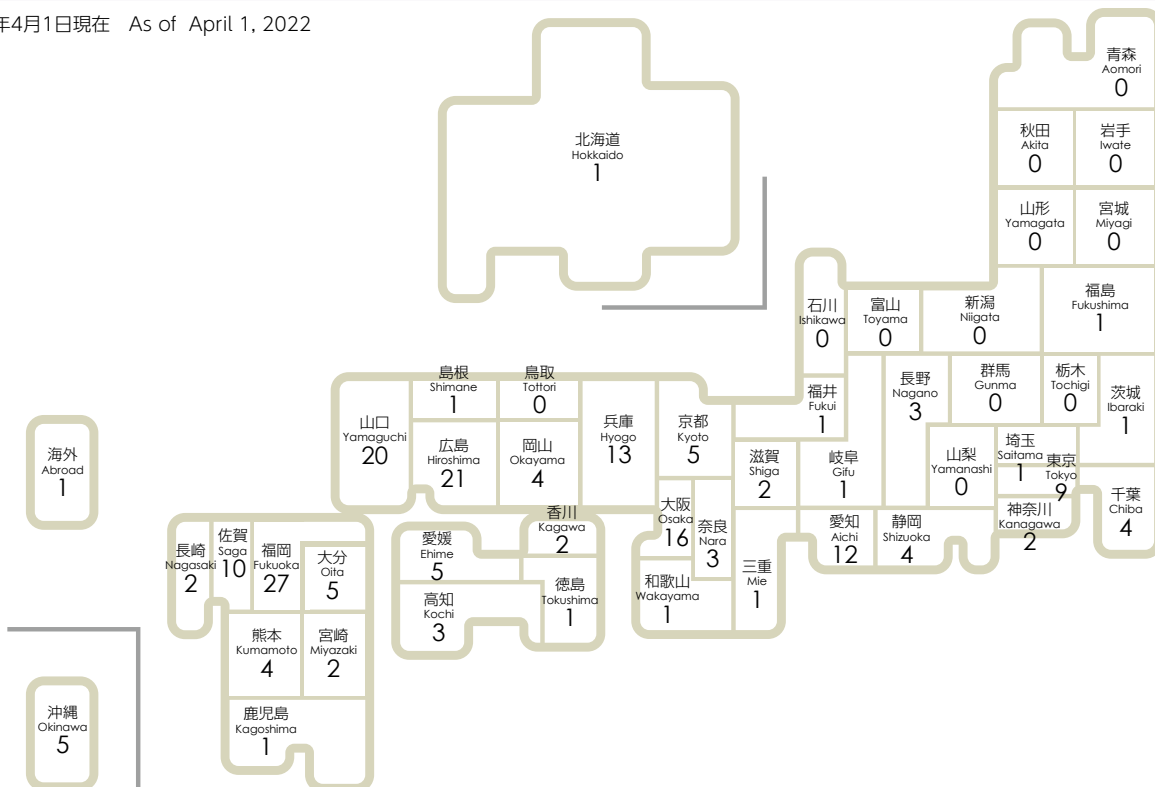 年4月1日現在 As of April 1, 2022
北海道
Hokkaido
1
青森
Aomori
0
秋田
Akita
0
岩手
Iwate
0
山形
Yamagata
0
宮城
Miyagi
0
福島
Fukushima
1
石川
Ishikawa
0
富山
Toyama
0
新潟
Niigata
0
福井
Fukui
1
長野
Nagano
3
群馬
Gunma
0
栃木
Tochigi
0
茨城
Ibaraki
1
山口
Yamaguchi
20
島根
Shimane
1
鳥取
Tottori
0
広島
Hiroshima
21
岡山
Okayama
4
兵庫
Hyogo
13
京都
Kyoto
5
滋賀
Shiga
2
岐阜
Gifu
1
山梨
Yamanashi
0
埼玉
Saitama
1
東京
Tokyo
9
神奈川
Kanagawa
2
千葉
Chiba
4
大阪
Osaka
16
奈良
Nara
3
三重
Mie
1
愛知
Aichi
12
静岡
Shizuoka
4
和歌山
Wakayama
1
香川
Kagawa
2
愛媛
Ehime
5
高知
Kochi
3
徳島
Tokushima
1
長崎
Nagasaki
2
佐賀
Saga
10
福岡
Fukuoka
27
大分
Oita
5
熊本
Kumamoto
4
宮崎
Miyazaki
2
鹿児島
Kagoshima
1
海外
Abroad
1
沖縄
Okinawa
5